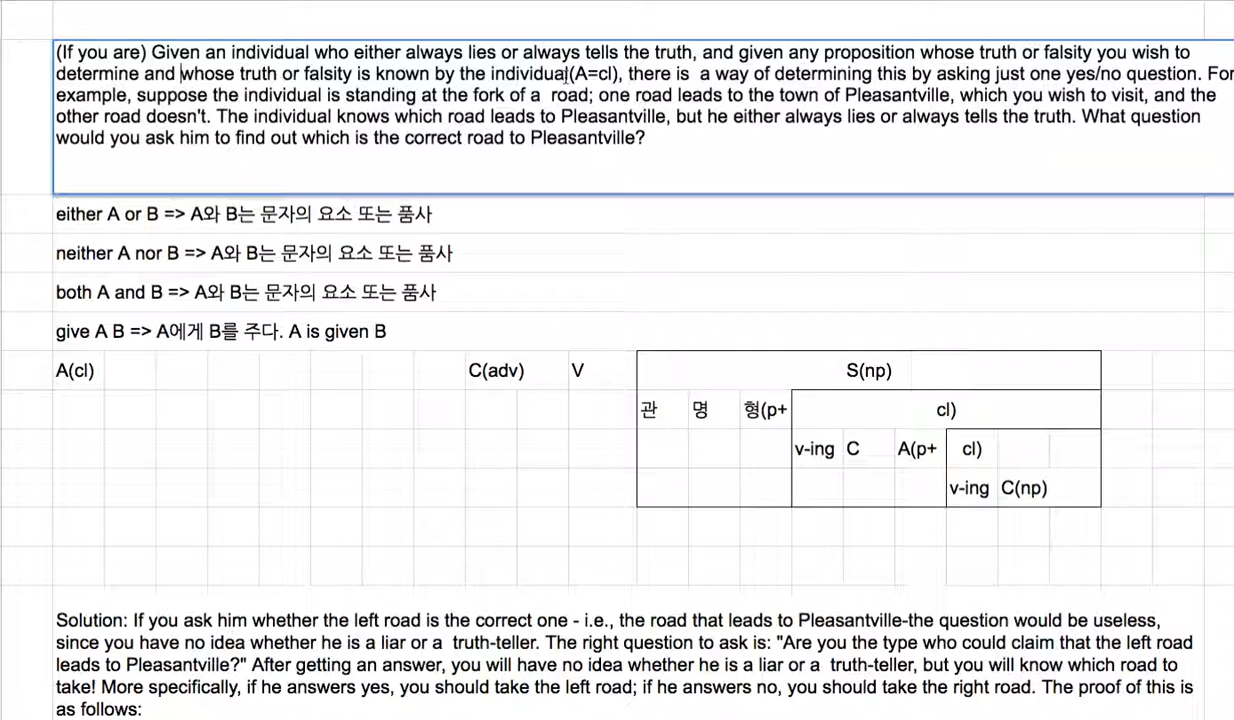 (If you are) Given an individual who either always lies or always tells the truth, and given any proposition whose truth or falsity you wish to
determine and whose truth or falsity is known by the individual(A=cl), there is a way of determining this by asking just one yes/no question. For
example, suppose the individual is standing at the fork of a road; one road leads to the town of Pleasantville, which you wish to visit, and the
other road doesn't. The individual knows which road leads to Pleasantville, but he either always lies or always tells the truth. What question
would you ask him to find out which is the correct road to Pleasantville?
either A or B => A와 B는 문자의 요소 또는 품사
neither A nor B => A와 B는 문자의 요소 또는 품사
both A and B => A와 B는 문자의 요소 또는 품사
give A B => A에게 B를 주다. A is given B
A(cl) C(adv) V S(np)
관 명 형(p+ cl)
v-ing C A(p+ cl)
v-ing C(np)
Solution: If you ask him whether the left road is the correct one - i.e., the road that leads to Pleasantville-the question would be useless,
since you have no idea whether he is a liar or a truth-teller. The right question to ask is: "Are you the type who could claim that the left road
leads to Pleasantville?" After getting an answer, you will have no idea whether he is a liar or a truth-teller, but you will know which road to
take! More specifically, if he answers yes, you should take the left road; if he answers no, you should take the right road. The proof of this is
as follows: